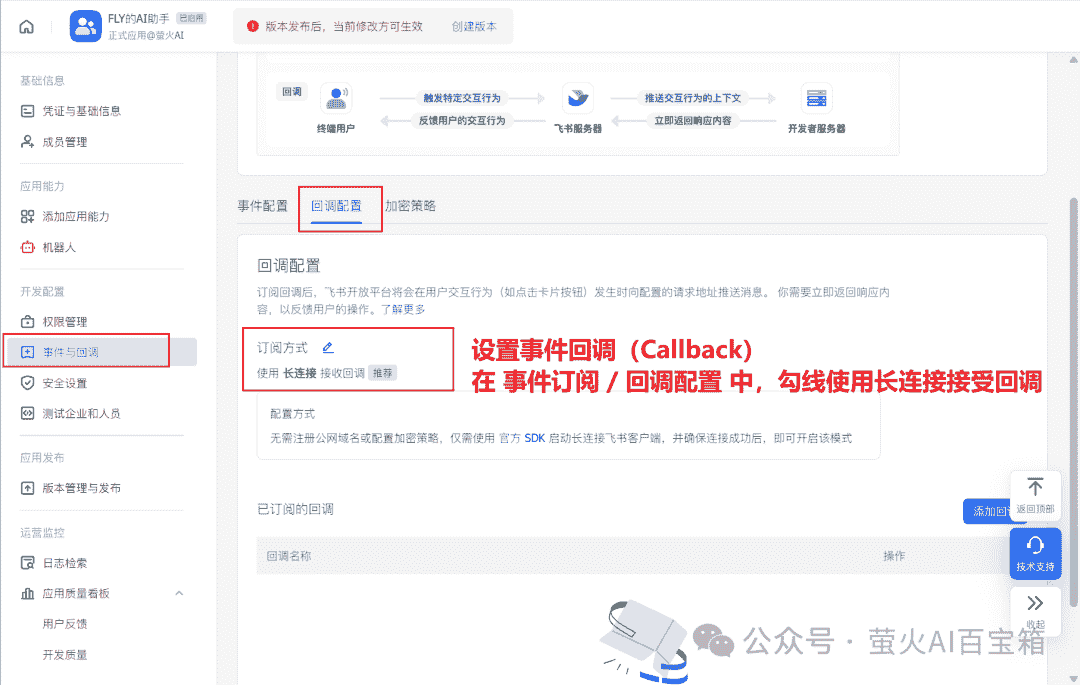 FLY的AI助手 已启用
正式应用@萤火AI
版本发布后，当前修改方可生效 创建版本
基础信息
凭证与基础信息
成员管理
应用能力
添加应用能力
机器人
开发配置
权限管理
事件与回调
安全设置
测试企业和人员
应用发布
版本管理与发布
运营监控
日志检索
应用质量看板
用户反馈
开发质量
回调
触发特定交互行为
推送交互行为的上下文
反馈用户的交互行为
立即返回响应内容
终端用户
飞书服务器
开发者服务器
事件配置 回调配置 加密策略
回调配置
订阅回调后，飞书开放平台将会在用户交互行为（如点击卡片按钮）发生时向配置的请求地址推送消息。 你需要立即返回响应内
容，以反馈用户的操作。了解更多
订阅方式
使用 长连接 接收回调 推荐
设置事件回调（Callback）
在 事件订阅 / 回调配置 中，勾线使用长连接接受回调
配置方式
无需注册公网域名或配置加密策略，仅需使用 官方 SDK 启动长连接飞书客户端，并确保连接成功后，即可开启该模式
已订阅的回调
添加回
返回顶部
回调名称 操作
技术支持
收起
公众号 · 萤火AI百宝箱